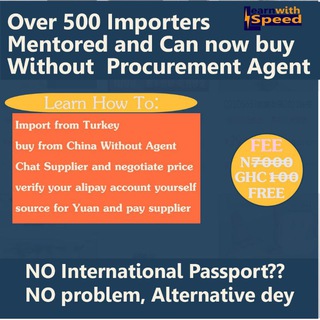 Learn with
Speed
Over 500 Importers
Mentored and Can now buy
Without Procurement Agent
Learn How To:
Import from Turkey
buy from China Without Agent
Chat Supplier and negotiate price
verify your alipay account yourself
source for Yuan and pay supplier
FEE
N7000
GHC 100
FREE
NO International Passport??
NO problem, Alternative dey